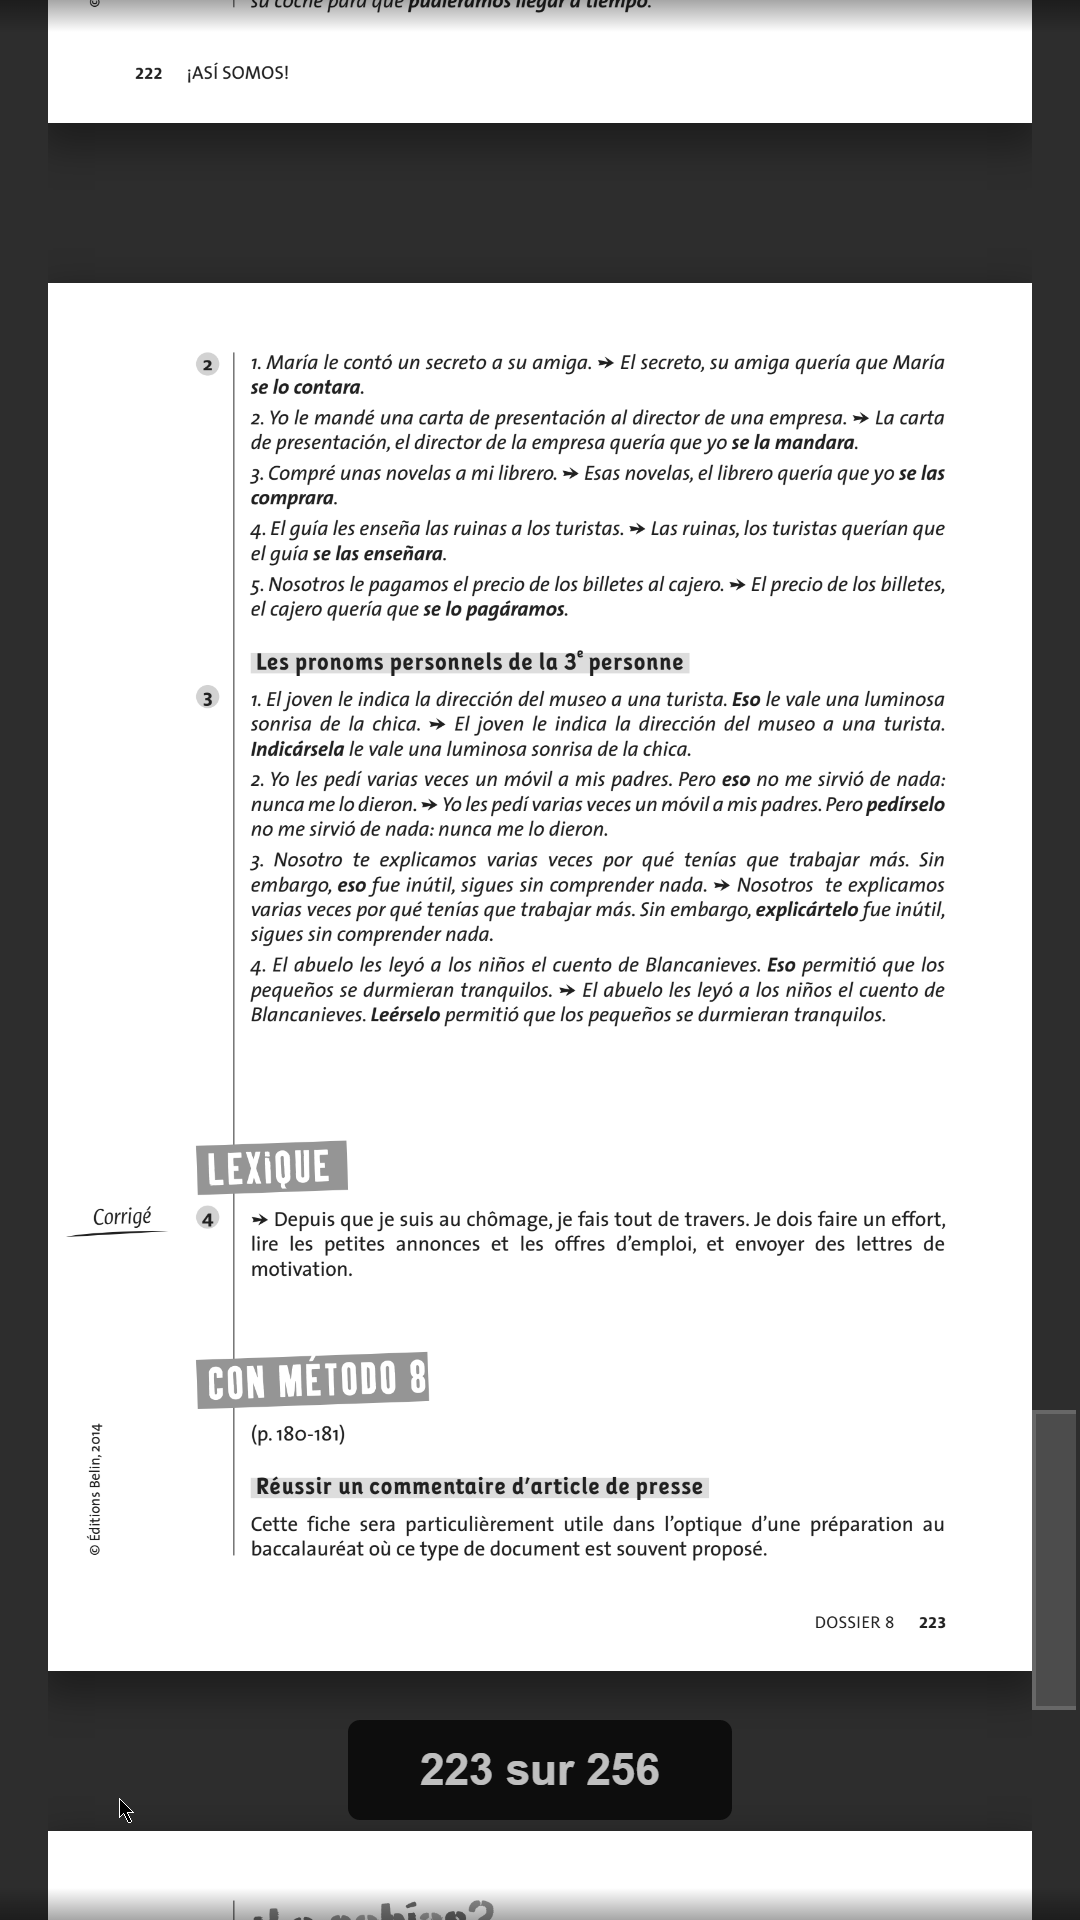 su coche para que pudiéramos llegar a tiempo.
222 ¡ASÍ SOMOS!
2 1. María le contó un secreto a su amiga. ➛ El secreto, su amiga quería que María
se lo contara.
2. Yo le mandé una carta de presentación al director de una empresa. ➛ La carta
de presentación, el director de la empresa quería que yo se la mandara.
3. Compré unas novelas a mi librero. ➛ Esas novelas, el librero quería que yo se las
comprara.
4. El guía les enseña las ruinas a los turistas. ➛ Las ruinas, los turistas querían que
el guía se las enseñara.
5. Nosotros le pagamos el precio de los billetes al cajero. ➛ El precio de los billetes,
el cajero quería que se lo pagáramos.
Les pronoms personnels de la 3e personne
3 1. El joven le indica la dirección del museo a una turista. Eso le vale una luminosa
sonrisa de la chica. ➛ El joven le indica la dirección del museo a una turista.
Indicársela le vale una luminosa sonrisa de la chica.
2. Yo les pedí varias veces un móvil a mis padres. Pero eso no me sirvió de nada:
nunca me lo dieron. ➛ Yo les pedí varias veces un móvil a mis padres. Pero pedírselo
no me sirvió de nada: nunca me lo dieron.
3. Nosotro te explicamos varias veces por qué tenías que trabajar más. Sin
embargo, eso fue inútil, sigues sin comprender nada. ➛ Nosotros te explicamos
varias veces por qué tenías que trabajar más. Sin embargo, explicártelo fue inútil,
sigues sin comprender nada.
4. El abuelo les leyó a los niños el cuento de Blancanieves. Eso permitió que los
pequeños se durmieran tranquilos. ➛ El abuelo les leyó a los niños el cuento de
Blancanieves. Leérselo permitió que los pequeños se durmieran tranquilos.
LEXiQUE
Corrigé
4 ➛ Depuis que je suis au chômage, je fais tout de travers. Je dois faire un effort,
lire les petites annonces et les offres d’emploi, et envoyer des lettres de
motivation.
CON MÉTODO 8
(p. 180-181)
Réussir un commentaire d’article de presse
Cette fiche sera particulièrement utile dans l’optique d’une préparation au
baccalauréat où ce type de document est souvent proposé.
© Éditions Belin, 2014
DOSSIER 8 223
223 sur 256